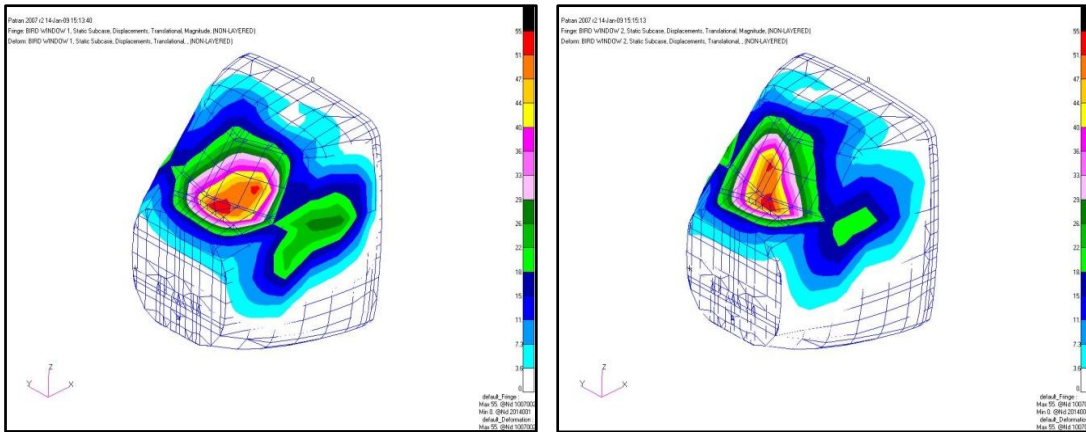 Patran 2007 r2 14-Jan-09 15:13:40
Fringe: BIRD WINDOW 1, Static Subcase, Displacements, Translational, Magnitude, (NON-LAYERED)
Deform: BIRD WINDOW 1, Static Subcase, Displacements, Translational, , (NON-LAYERED)
55.
51
47.
44
40
36
33
29
26
22
18.
15.
11
7.3
3.6
0.
Z
Y X
default_Fringe :
Max 55. @Nd 1007002
Min 0. @Nd 2014001
default_Deformation :
Max 55. @Nd 1007002
Patran 2007 r2 14-Jan-09 15:15:13
Fringe: BIRD WINDOW 2, Static Subcase, Displacements, Translational, Magnitude, (NON-LAYERED)
Deform: BIRD WINDOW 2, Static Subcase, Displacements, Translational, , (NON-LAYERED)
55.
51
47.
44
40
36
33
29
26
22
18.
15.
11
7.3
3.6
0.
Z
Y X
default_Fringe :
Max 55. @Nd
Min 0. @Nd
default_Deformation
Max 55. @Nd